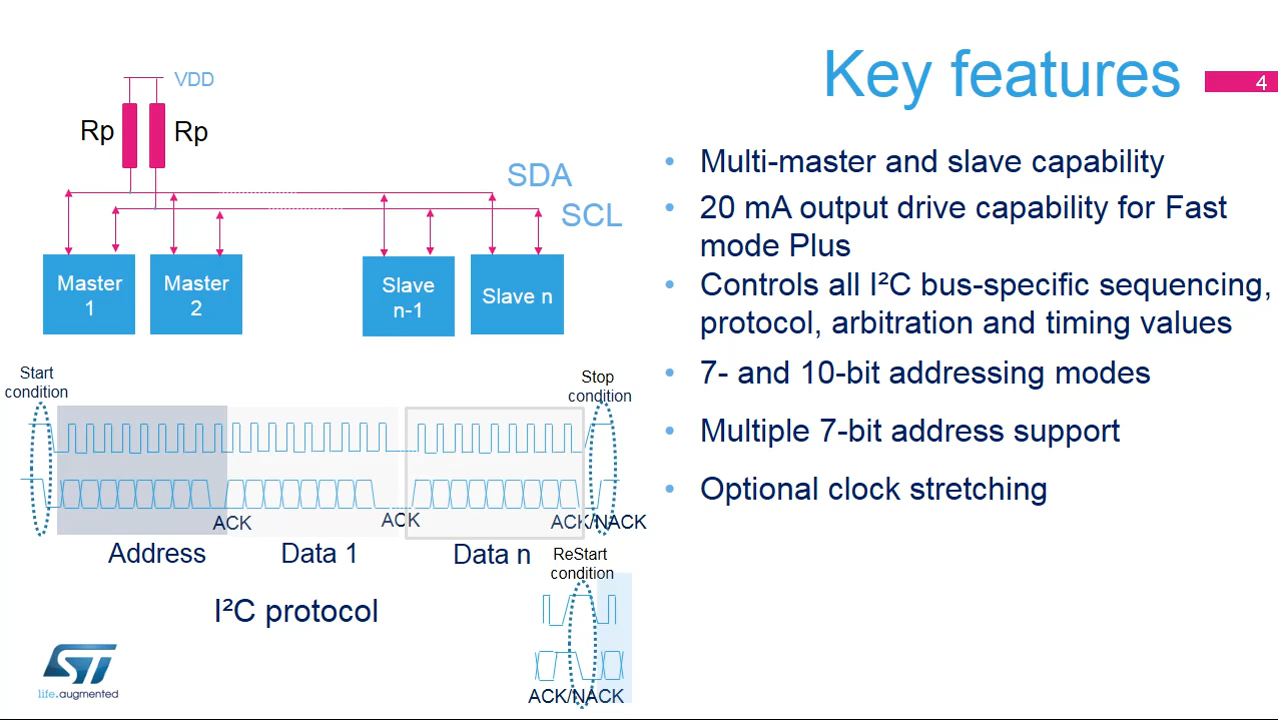 Key features
4
VDD
Rp
Rp
SDA
SCL
Master
1
Master
2
Slave
n-1
Slave n
Start
condition
Stop
condition
ACK
ACK
ACK/NACK
Address
Data 1
Data n
ReStart
condition
ACK/NACK
I²C protocol
• Multi-master and slave capability
• 20 mA output drive capability for Fast
mode Plus
• Controls all I²C bus-specific sequencing,
protocol, arbitration and timing values
• 7- and 10-bit addressing modes
• Multiple 7-bit address support
• Optional clock stretching
ST
life.augmented